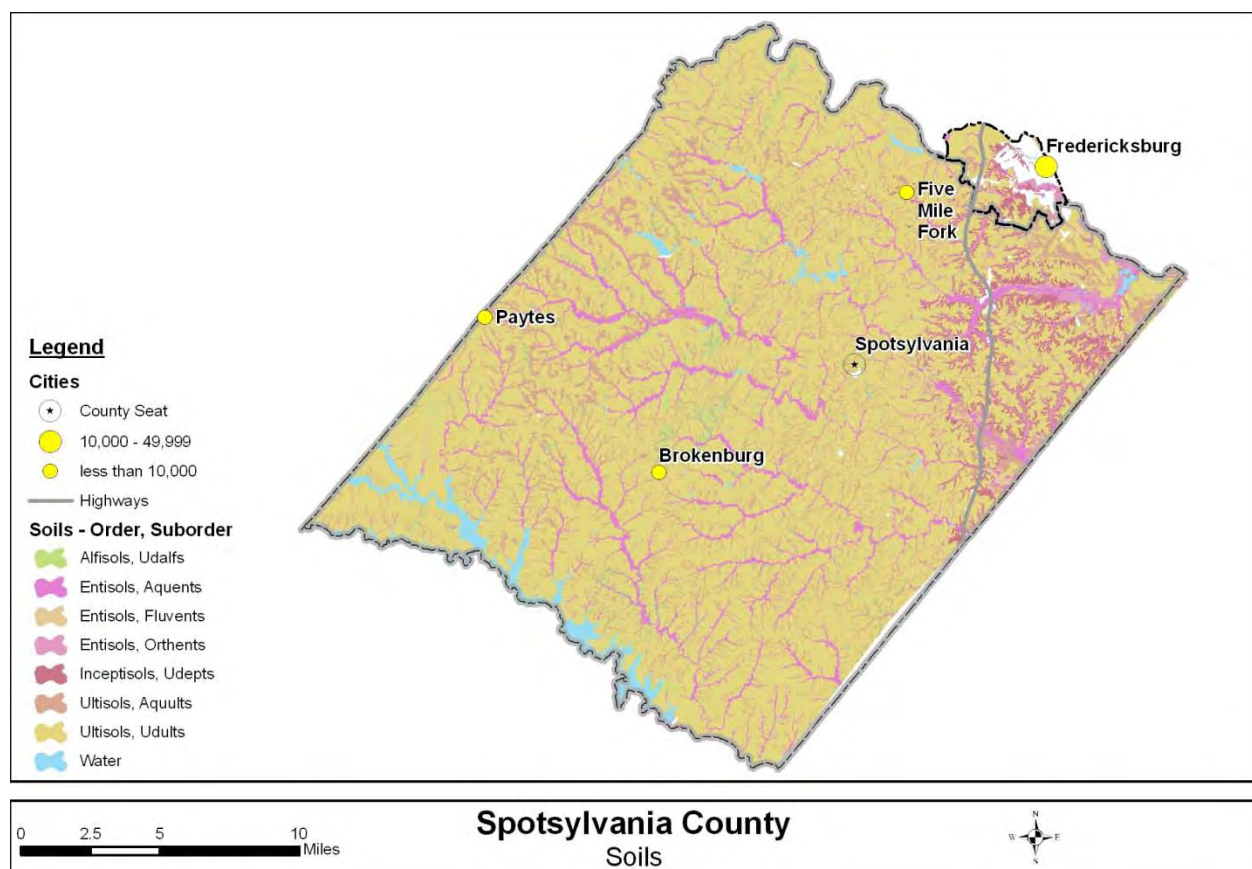 Fredericksburg
Five
Mile
Fork
Paytes
Spotsylvania
Brokenburg
Legend
Cities
County Seat
10,000 - 49,999
less than 10,000
Highways
Soils - Order, Suborder
Alfisols, Udalfs
Entisols, Aquents
Entisols, Fluvents
Entisols, Orthents
Inceptisols, Udepts
Ultisols, Aquults
Ultisols, Udults
Water
0 2.5 5 10
Miles
Spotsylvania County
Soils
N
W E
S